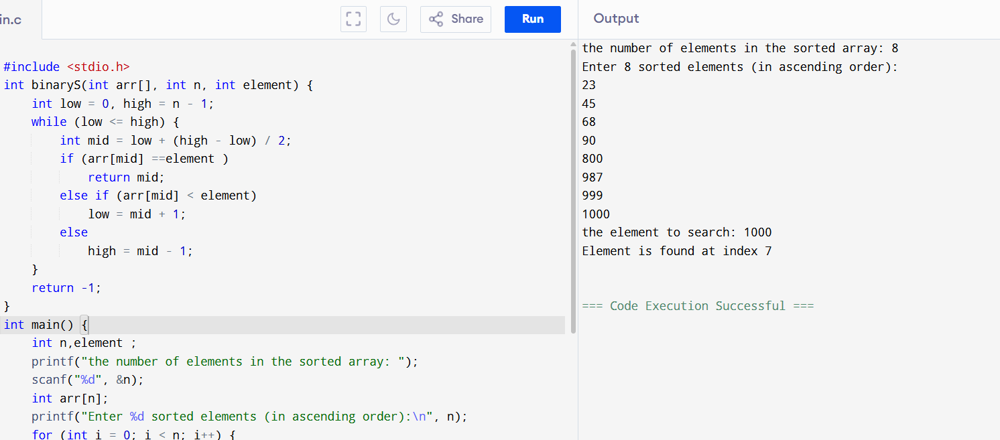 in.c
Share
Run
Output
#include <stdio.h>
int binaryS(int arr[], int n, int element) {
    int low = 0, high = n - 1;
    while (low <= high) {
        int mid = low + (high - low) / 2;
        if (arr[mid] ==element )
            return mid;
        else if (arr[mid] < element)
            low = mid + 1;
        else
            high = mid - 1;
    }
    return -1;
}
int main() {
    int n,element ;
    printf("the number of elements in the sorted array: ");
    scanf("%d", &n);
    int arr[n];
    printf("Enter %d sorted elements (in ascending order):\n", n);
    for (int i = 0; i < n; i++) {
the number of elements in the sorted array: 8
Enter 8 sorted elements (in ascending order):
23
45
68
90
800
987
999
1000
the element to search: 1000
Element is found at index 7
=== Code Execution Successful ===